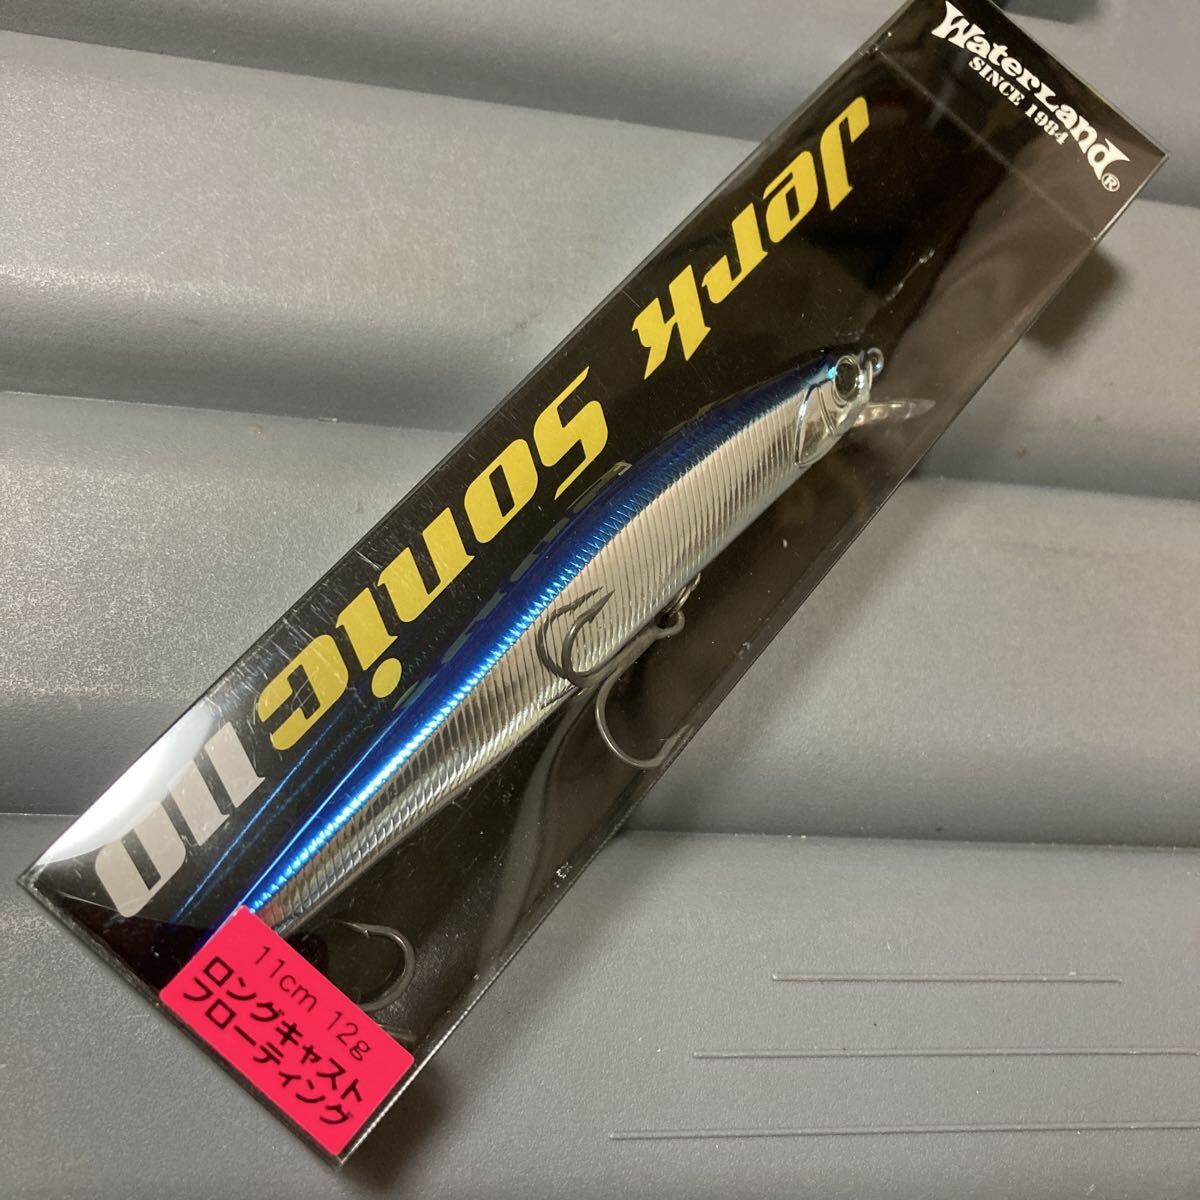 WaterLand®
SINCE 1984
Jerk Sonic 110
11cm 12g
ロングキャスト
フローティング